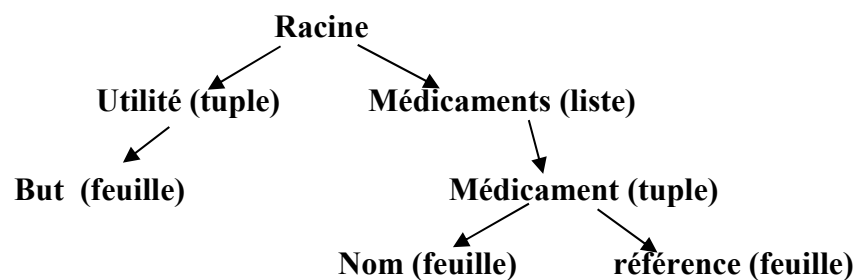 Racine
Utilité (tuple) Médicaments (liste)
But (feuille) Médicament (tuple)
Nom (feuille) référence (feuille)